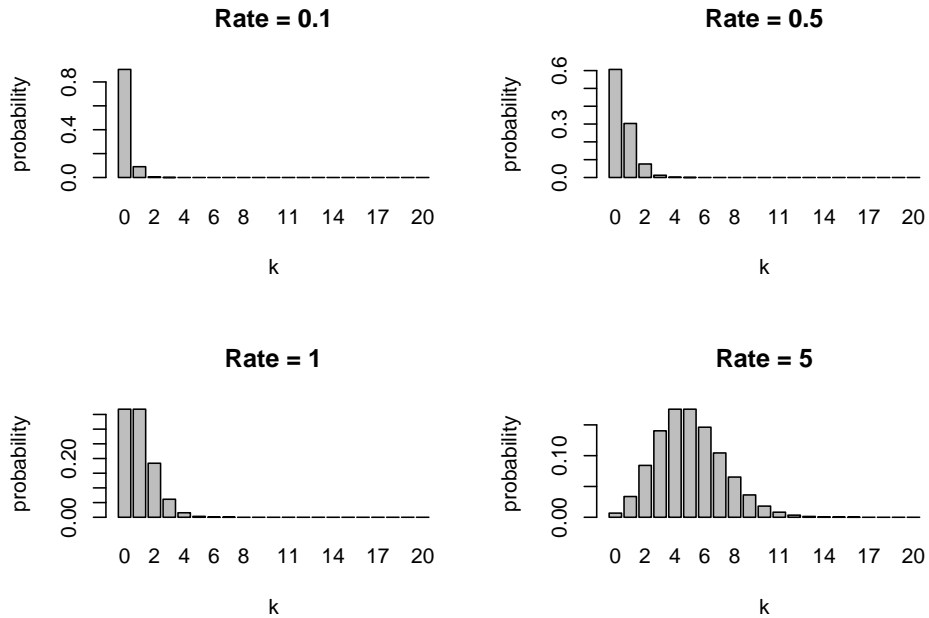 Rate = 0.1
probability
0.0 0.4 0.8
0 2 4 6 8 11 14 17 20
k
Rate = 0.5
probability
0.0 0.3 0.6
0 2 4 6 8 11 14 17 20
k
Rate = 1
probability
0.00 0.20
0 2 4 6 8 11 14 17 20
k
Rate = 5
probability
0.00 0.10
0 2 4 6 8 11 14 17 20
k